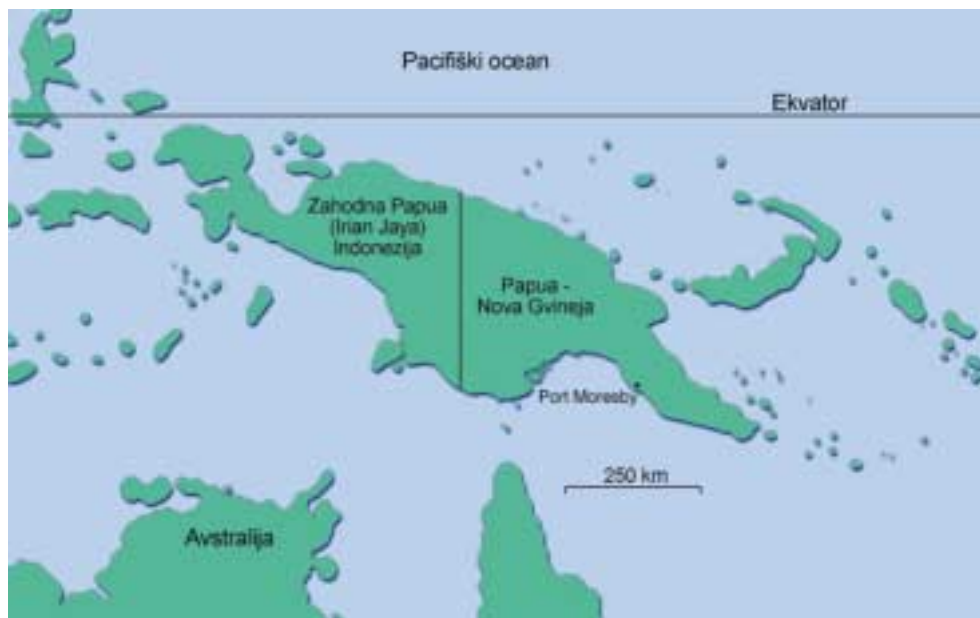 Pacifiški ocean
Ekvator
Zahodna Papua
(Irian Jaya)
Indonezija
Papua -
Nova Gvineja
Port Moresby
250 km
Avstralija